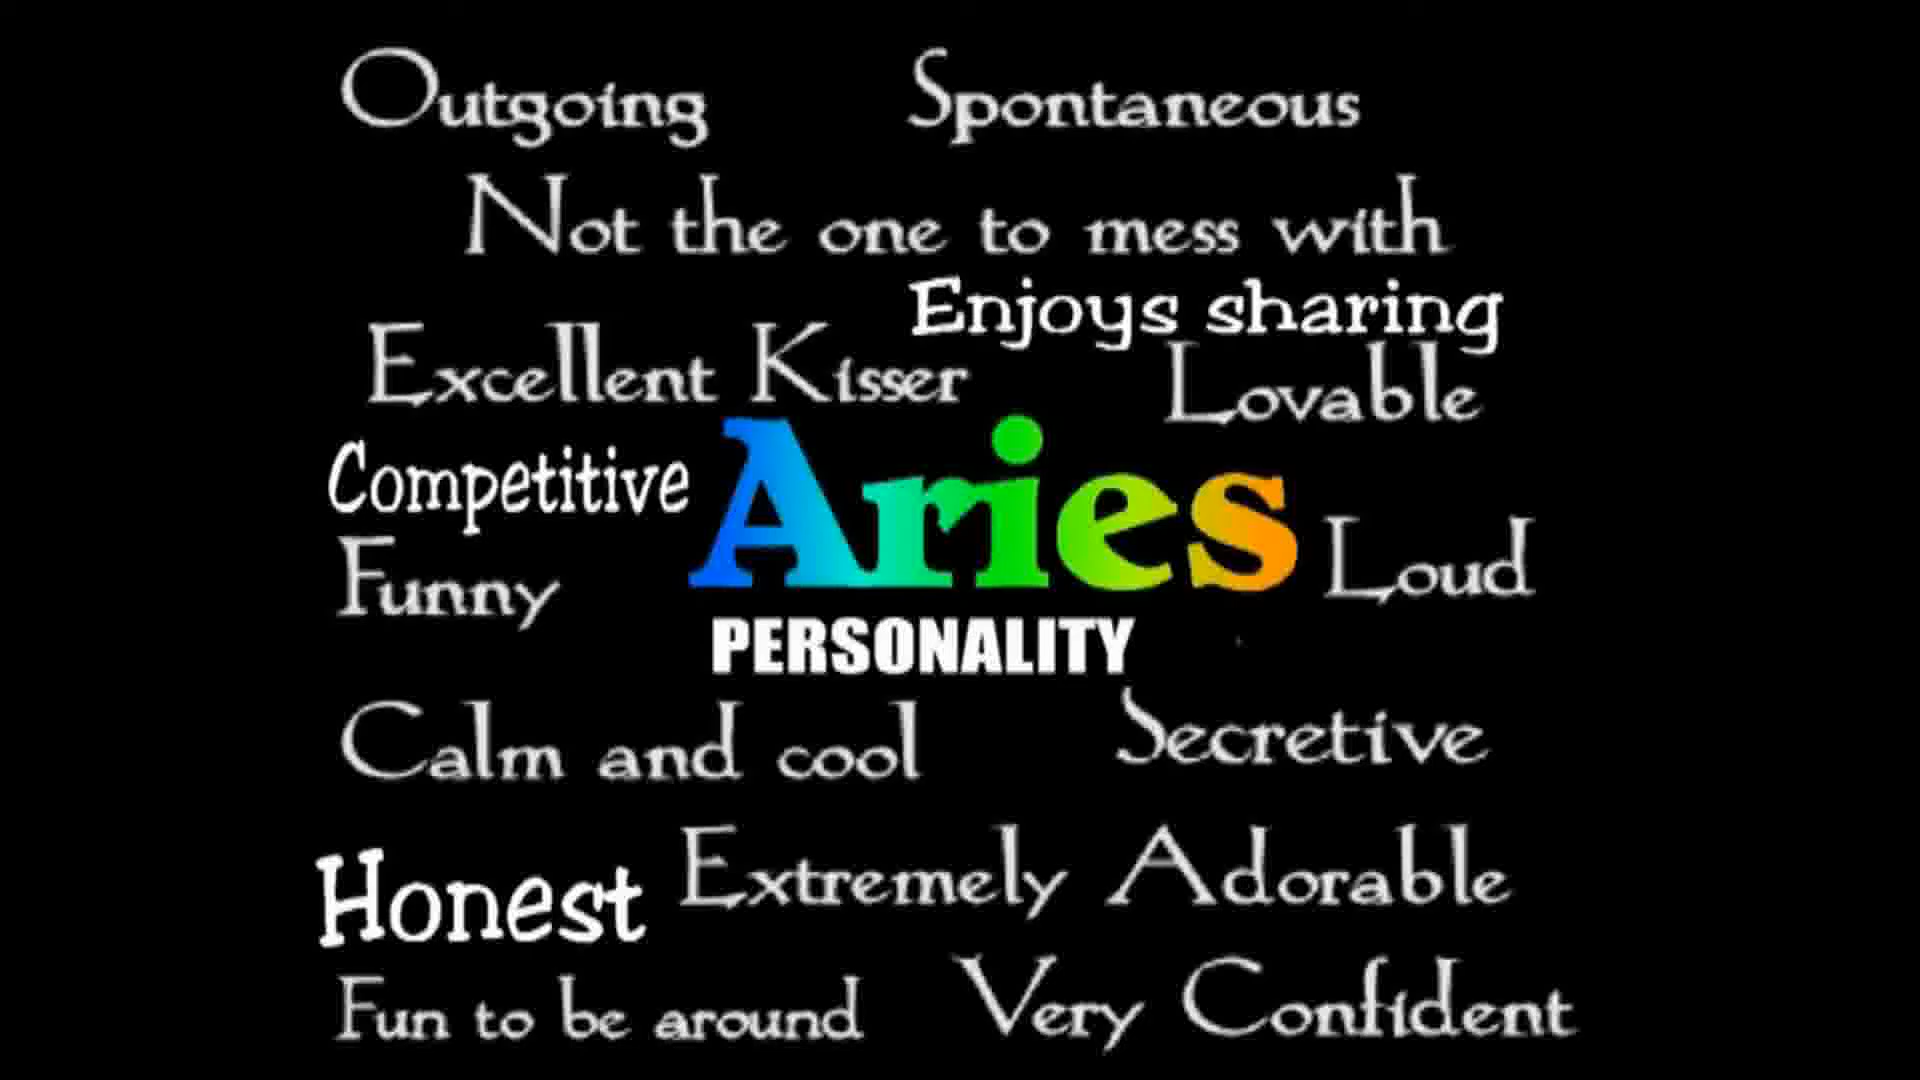 Outgoing Spontaneous
Not the one to mess with
Enjoys sharing
Excellent Kisser
Lovable
Competitive
Aries
Funny
Loud
PERSONALITY
Calm and cool
Secretive
Honest
Extremely Adorable
Fun to be around
Very Confident